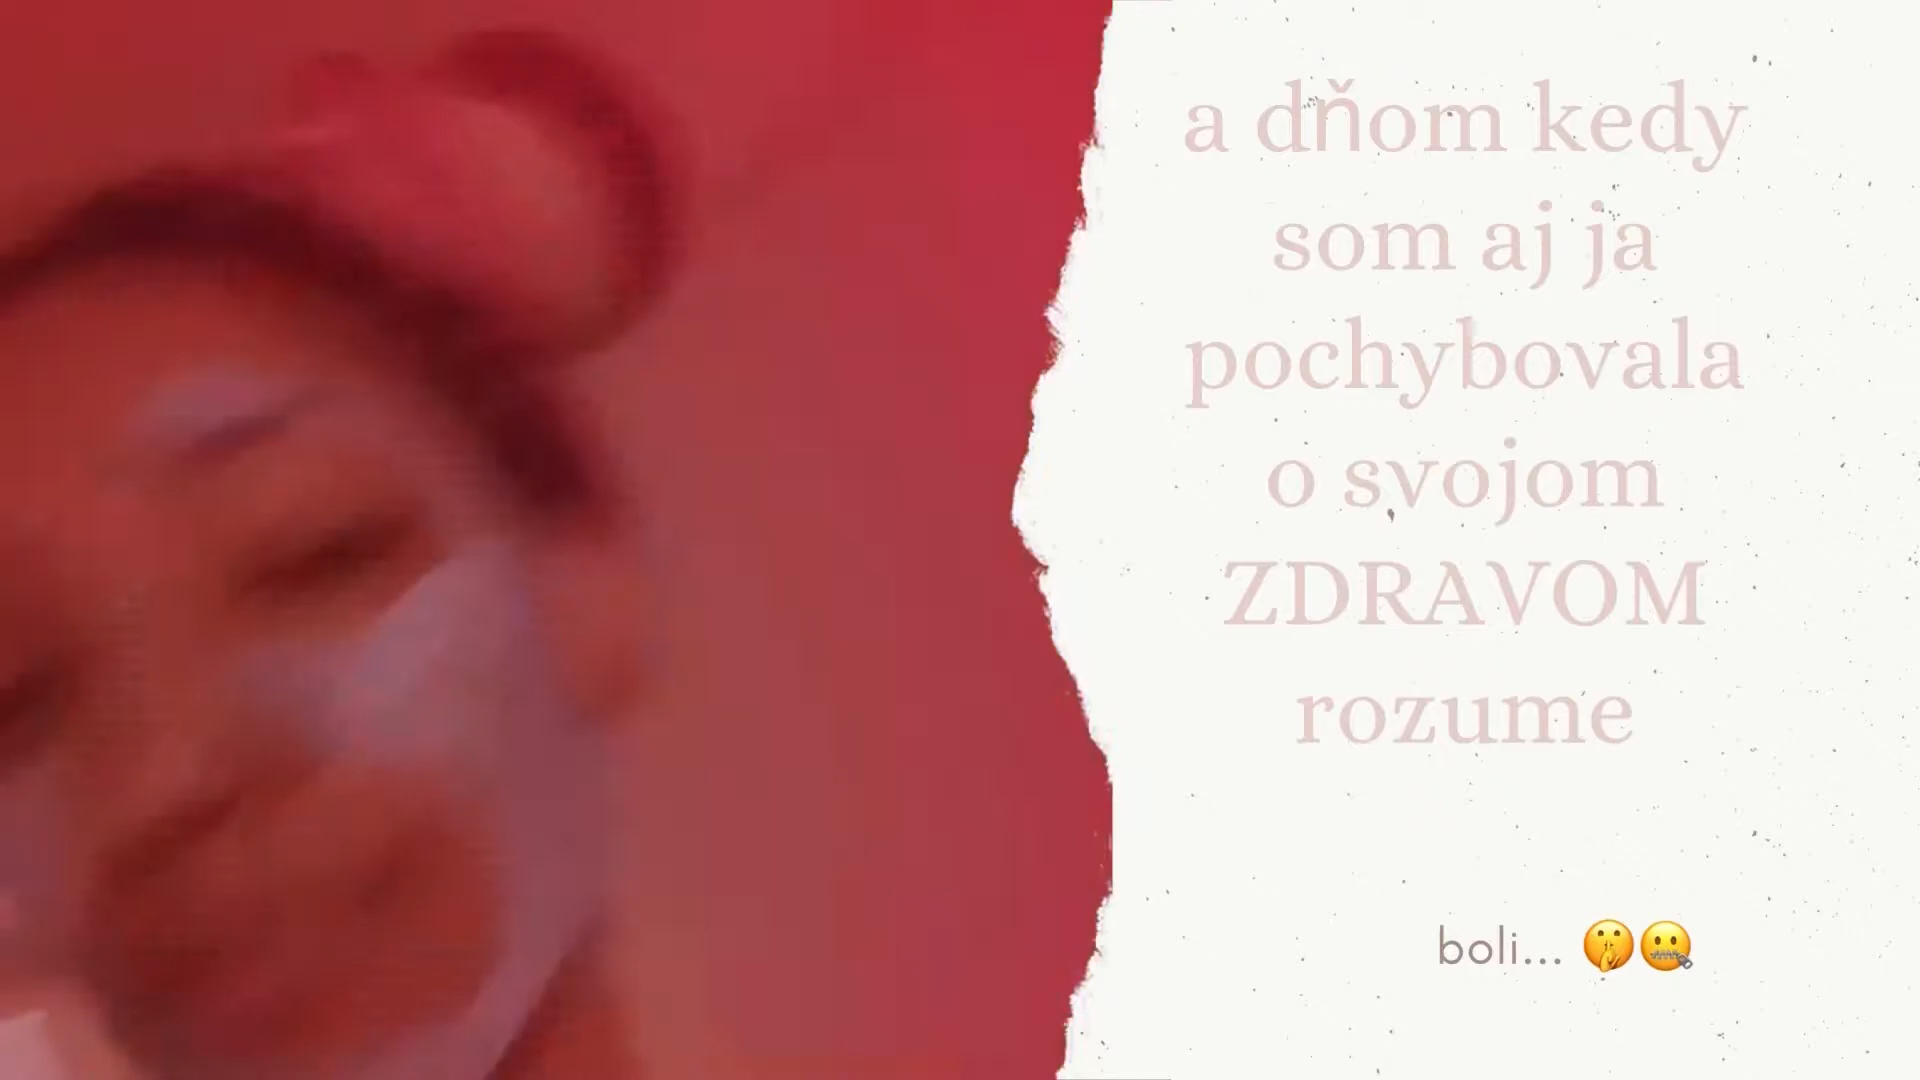 a dňom kedy
som aj ja
pochybovala
o svojom
ZDRAVOM
rozume
boli... 🤫🤐